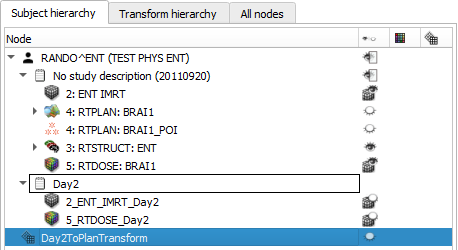 Subject hierarchy Transform hierarchy All nodes
Node
RANDO^ENT (TEST PHYS ENT)
No study description (20110920)
2: ENT IMRT
4: RTPLAN: BRAI1
4: RTPLAN: BRAI1_POI
3: RTSTRUCT: ENT
5: RTDOSE: BRAI1
Day2
2_ENT_IMRT_Day2
5_RTDOSE_Day2
Day2ToPlanTransform